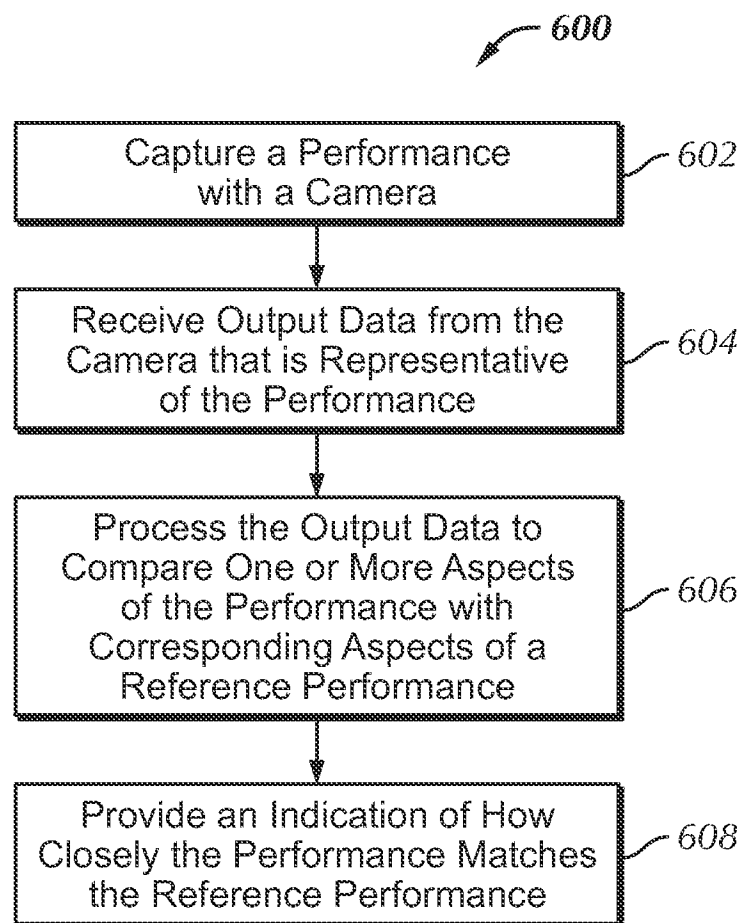 600
Capture a Performance
with a Camera
602
Receive Output Data from the
Camera that is Representative
of the Performance
604
Process the Output Data to
Compare One or More Aspects
of the Performance with
Corresponding Aspects of a
Reference Performance
606
Provide an Indication of How
Closely the Performance Matches
the Reference Performance
608